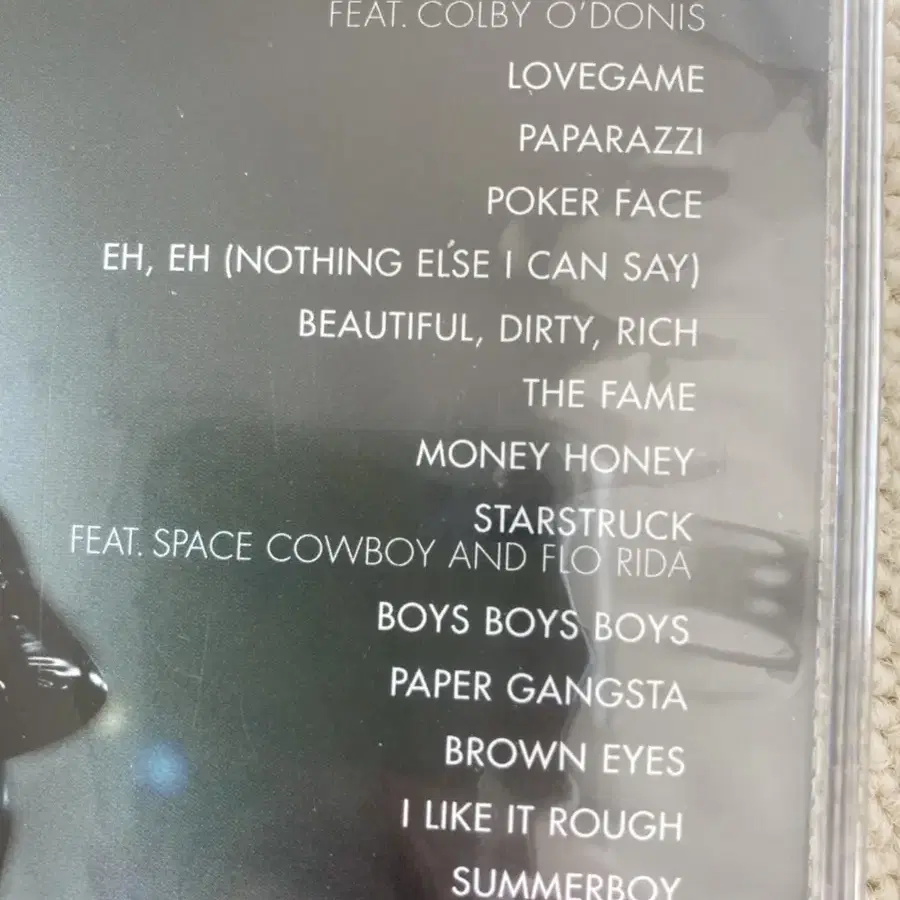 FEAT. COLBY O'DONIS
LOVEGAME
PAPARAZZI
POKER FACE
EH, EH (NOTHING ELSE I CAN SAY)
BEAUTIFUL, DIRTY, RICH
THE FAME
MONEY HONEY
STARSTRUCK
FEAT. SPACE COWBOY AND FLO RIDA
BOYS BOYS BOYS
PAPER GANGSTA
BROWN EYES
I LIKE IT ROUGH
SUMMERBOY